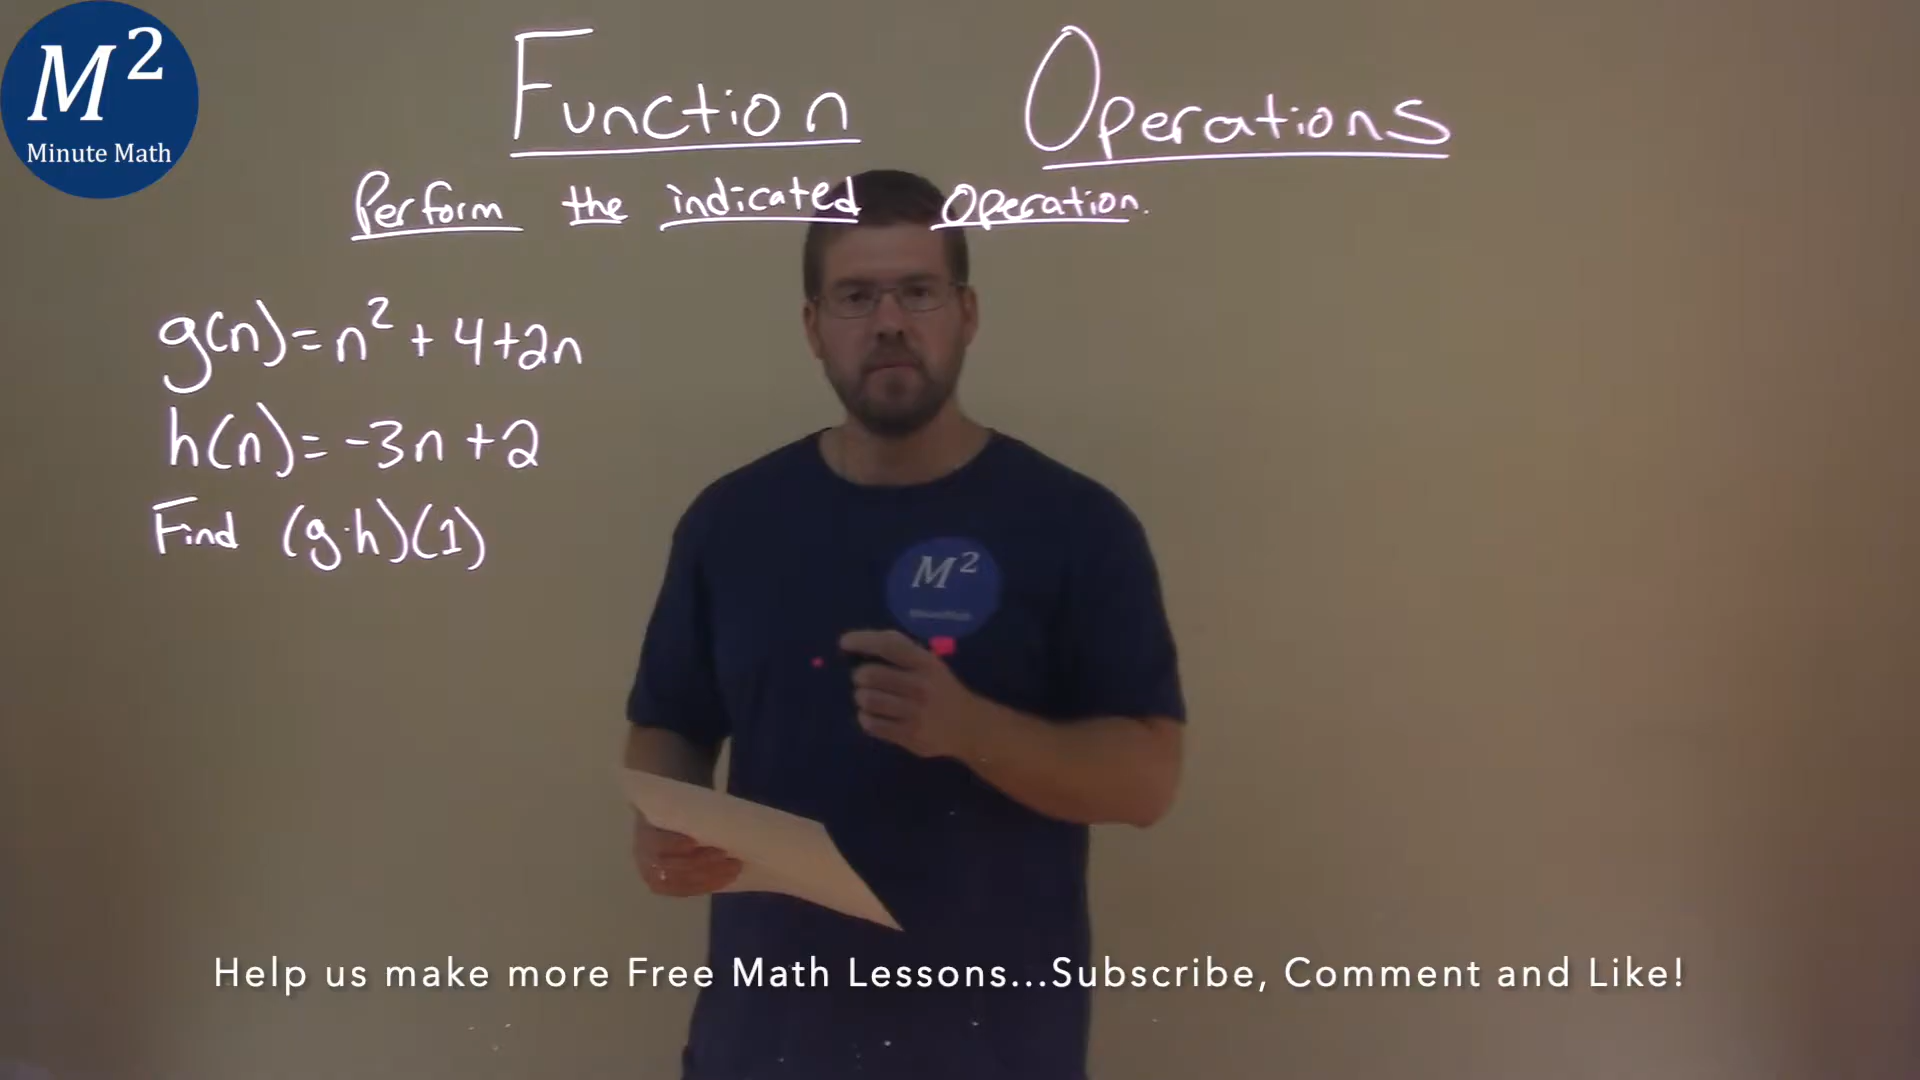 M²
Minute Math
Function Operations
Perform the indicated operation.
g(n)=n²+4+2n
h(n)=-3n+2
Find (g·h)(1)
M²
Help us make more Free Math Lessons...Subscribe, Comment and Like!